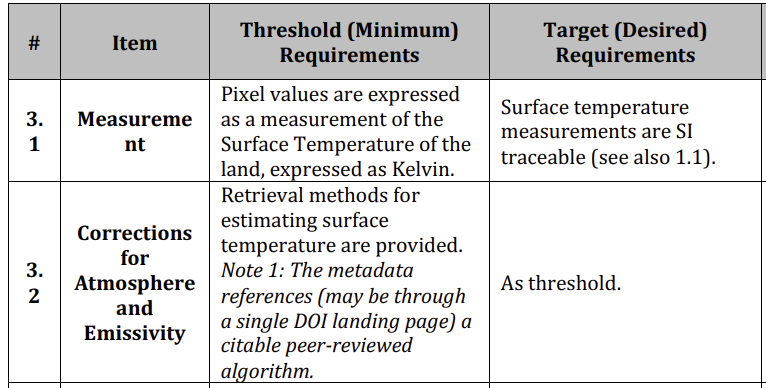 #
Item
Threshold (Minimum)
Requirements
Target (Desired)
Requirements
3.
1
Measureme
nt
Pixel values are expressed
as a measurement of the
Surface Temperature of the
land, expressed as Kelvin.
Surface temperature
measurements are SI
traceable (see also 1.1).
3.
2
Corrections
for
Atmosphere
and
Emissivity
Retrieval methods for
estimating surface
temperature are provided.
Note 1: The metadata
references (may be through
a single DOI landing page) a
citable peer-reviewed
algorithm.
As threshold.